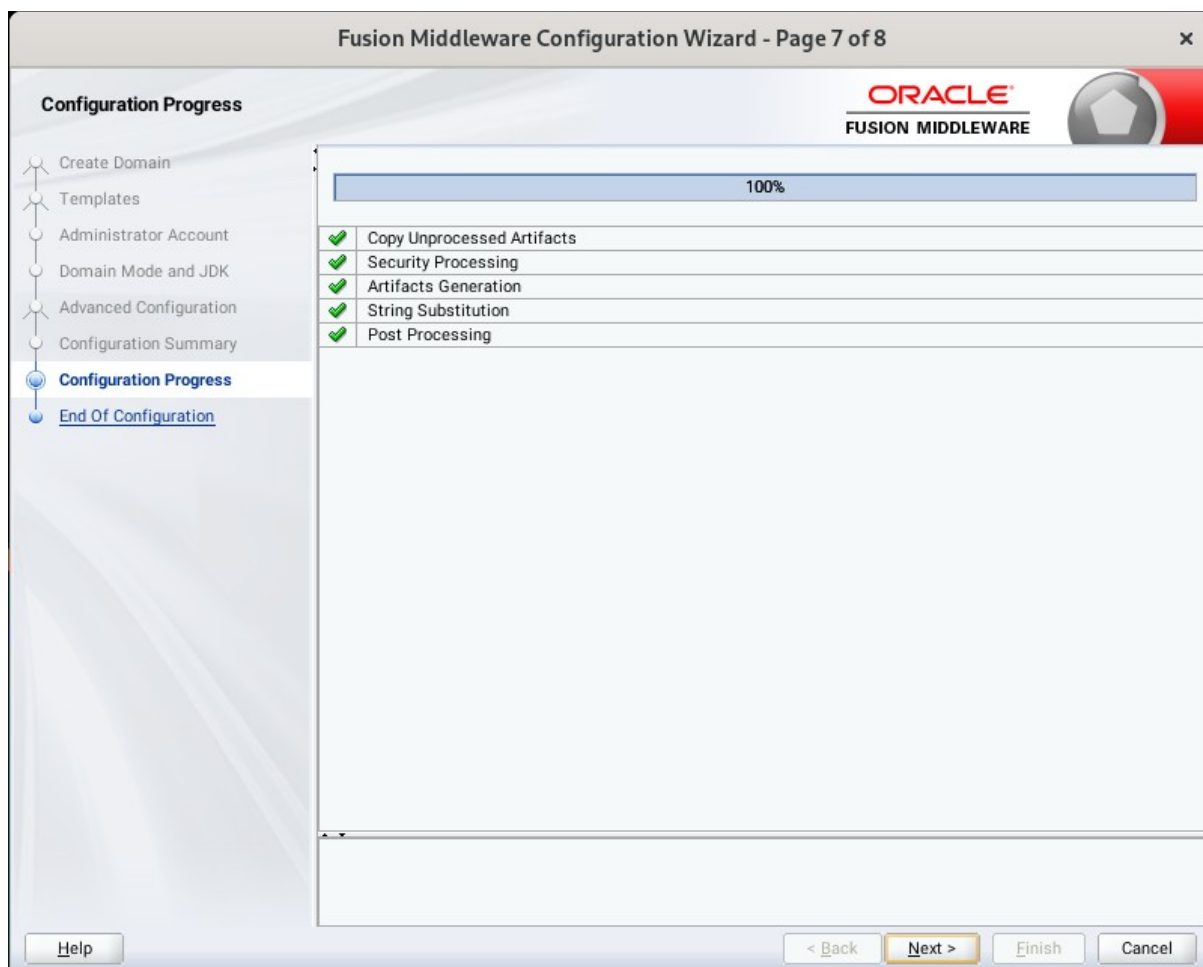 Fusion Middleware Configuration Wizard - Page 7 of 8
Configuration Progress
ORACLE
FUSION MIDDLEWARE
Create Domain
Templates
Administrator Account
Domain Mode and JDK
Advanced Configuration
Configuration Summary
Configuration Progress
End Of Configuration
100%
Copy Unprocessed Artifacts
Security Processing
Artifacts Generation
String Substitution
Post Processing
Help
< Back
Next >
Finish
Cancel